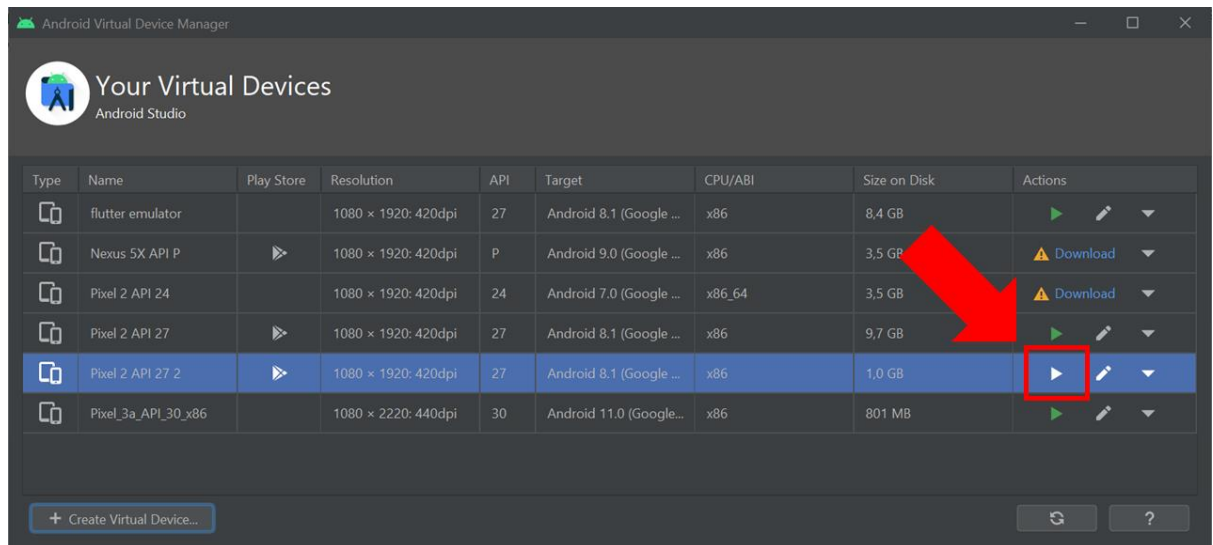 Android Virtual Device Manager
Your Virtual Devices
Android Studio
Type Name Play Store Resolution API Target CPU/ABI Size on Disk Actions
flutter emulator 1080 × 1920: 420dpi 27 Android 8.1 (Google ... x86 8,4 GB
Nexus 5X API P 1080 × 1920: 420dpi P Android 9.0 (Google ... x86 3,5 GB Download
Pixel 2 API 24 1080 × 1920: 420dpi 24 Android 7.0 (Google ... x86_64 3,5 GB Download
Pixel 2 API 27 1080 × 1920: 420dpi 27 Android 8.1 (Google ... x86 9,7 GB
Pixel 2 API 27 2 1080 × 1920: 420dpi 27 Android 8.1 (Google ... x86 1,0 GB
Pixel_3a_API_30_x86 1080 × 2220: 440dpi 30 Android 11.0 (Google... x86 801 MB
+ Create Virtual Device... ?